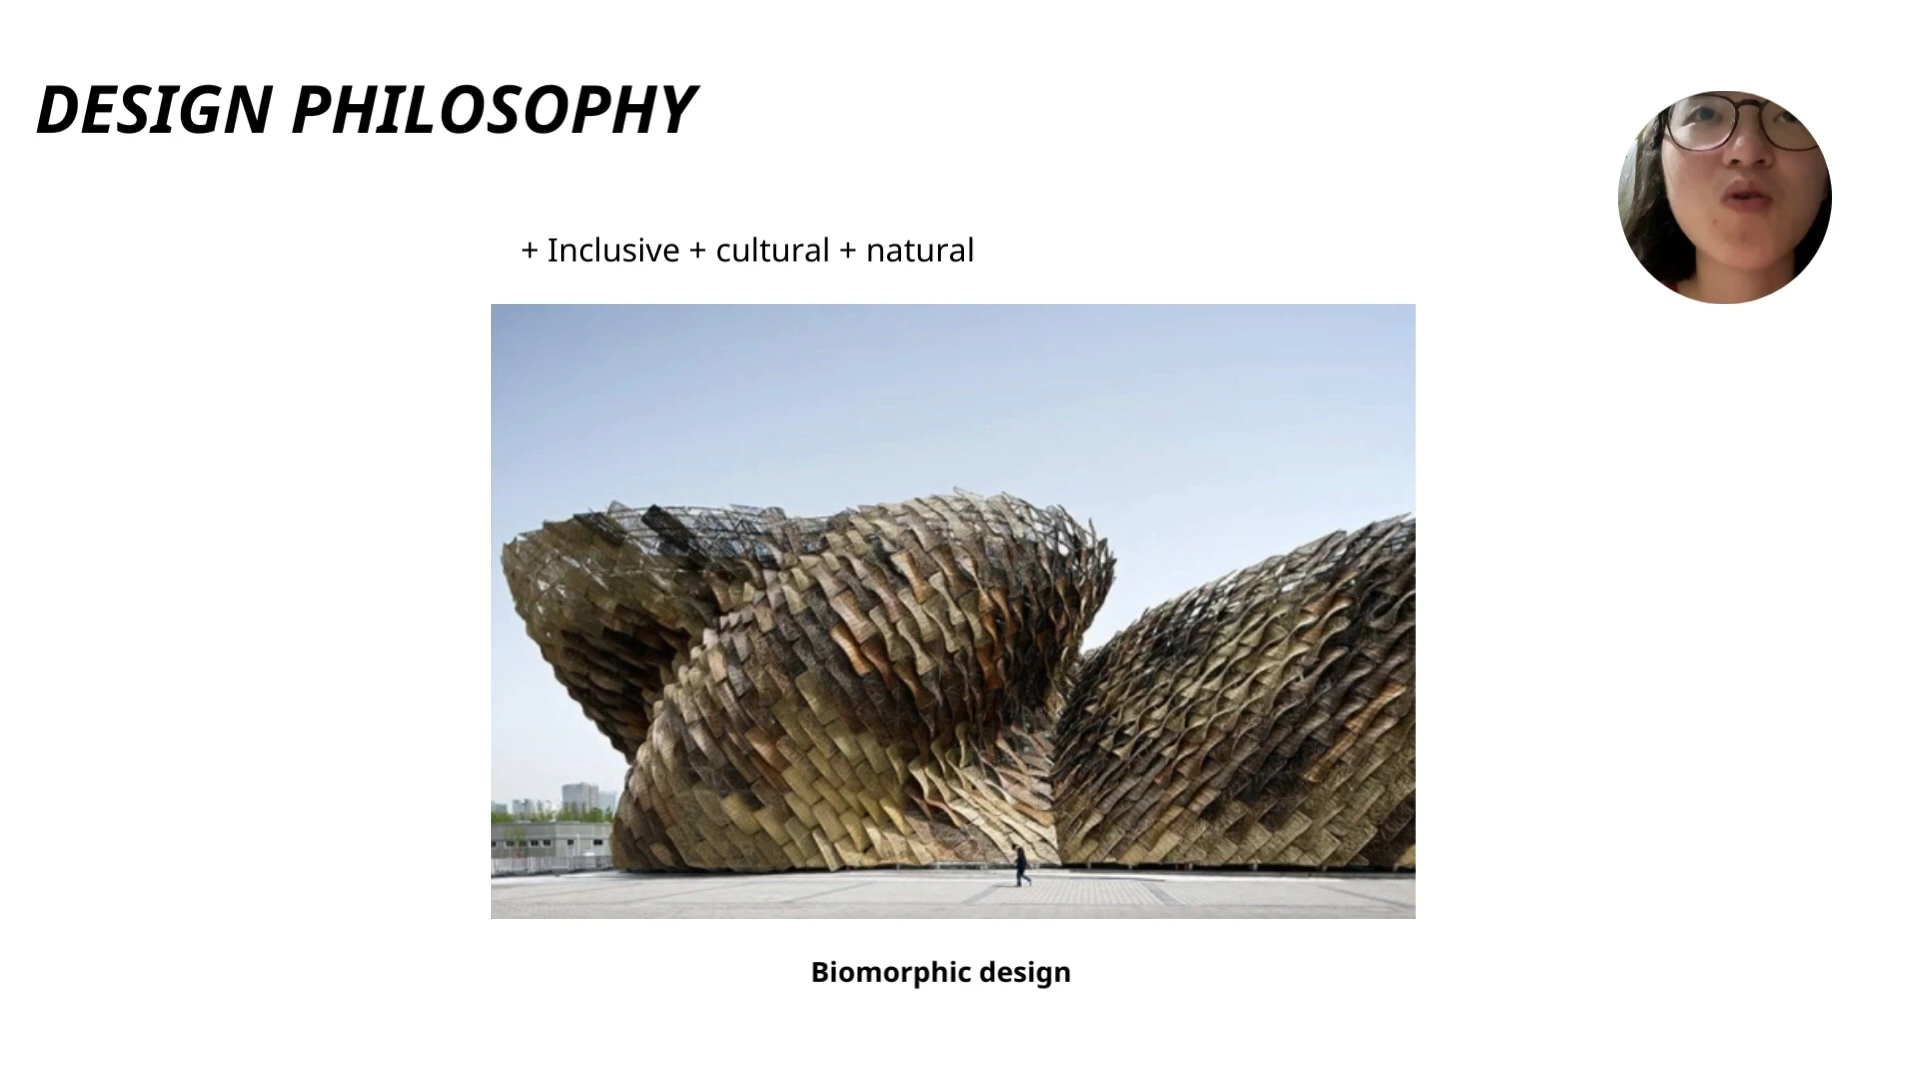 DESIGN PHILOSOPHY
+ Inclusive + cultural + natural
Biomorphic design